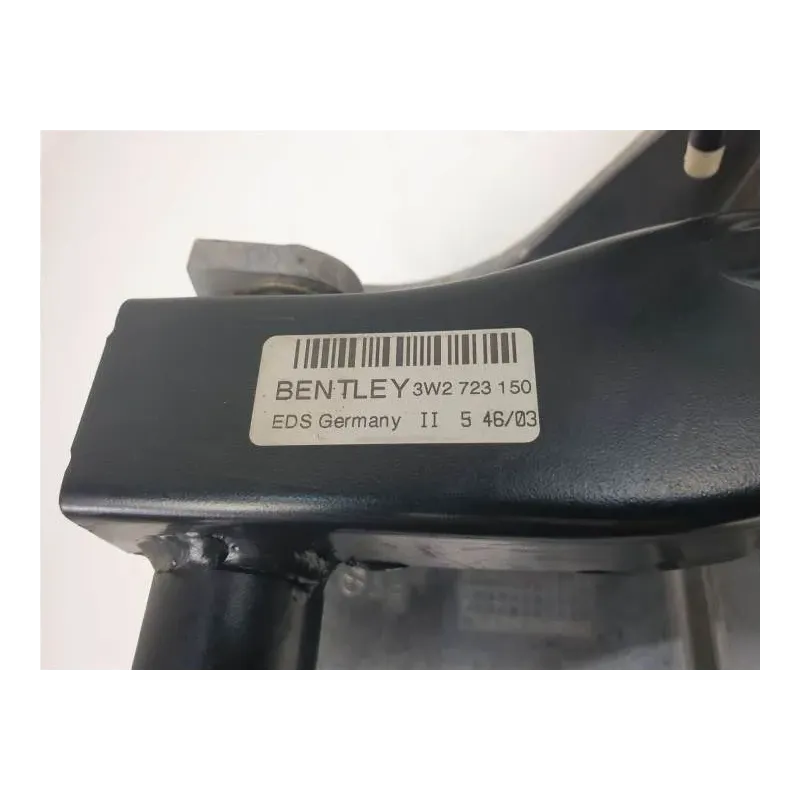 BENTLEY 3W2 723 150
EDS Germany II 5 46/03